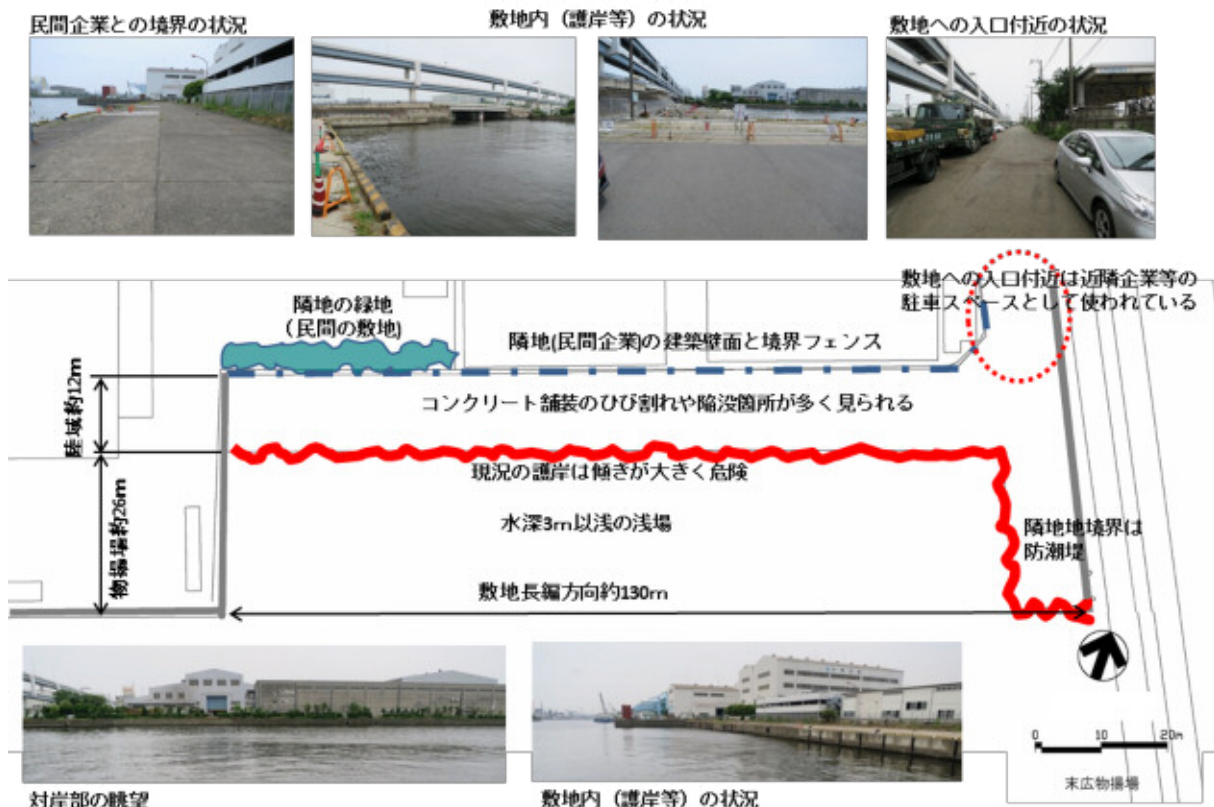 民間企業との境界の状況
敷地内（護岸等）の状況
敷地への入口付近の状況
敷地への入口付近は近隣企業等の
駐車スペースとして使われている
隣地の緑地
（民間の敷地)
隣地(民間企業)の建築壁面と境界フェンス
陸域約12m
コンクリート舗装のひび割れや陥没箇所が多く見られる
現況の護岸は傾きが大きく危険
物揚場約26m
水深3m以浅の浅場
隣地地境界は
防潮堤
敷地長編方向約130m
0 10 20m
末広物揚場
対岸部の眺望
敷地内（護岸等）の状況